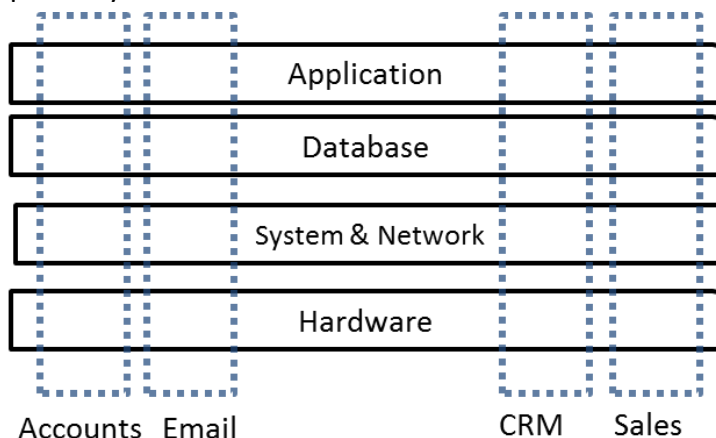 Application
Database
System & Network
Hardware
Accounts Email CRM Sales